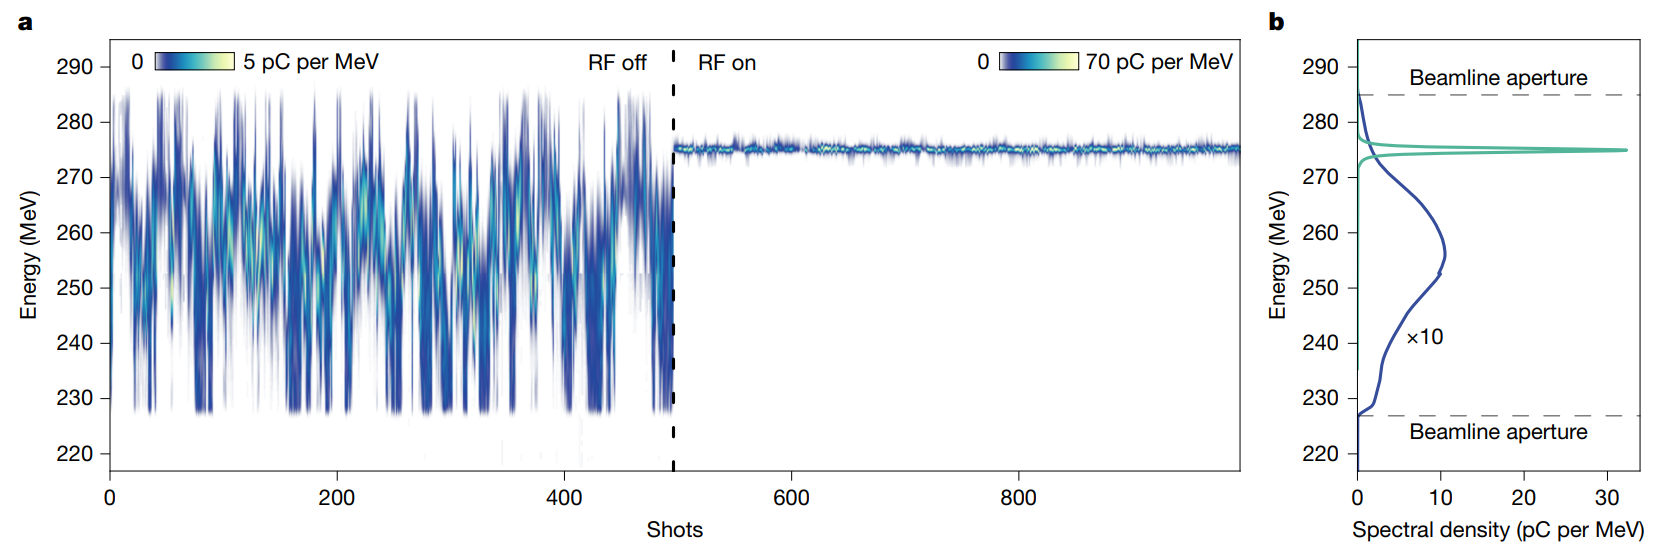 a
0 5 pC per MeV RF off RF on 0 70 pC per MeV
290
280
270
260
250
240
230
220
Energy (MeV)
0 200 400 600 800
Shots
b
290
280
270
260
250
240
230
220
Energy (MeV)
Beamline aperture
×10
Beamline aperture
0 10 20 30
Spectral density (pC per MeV)